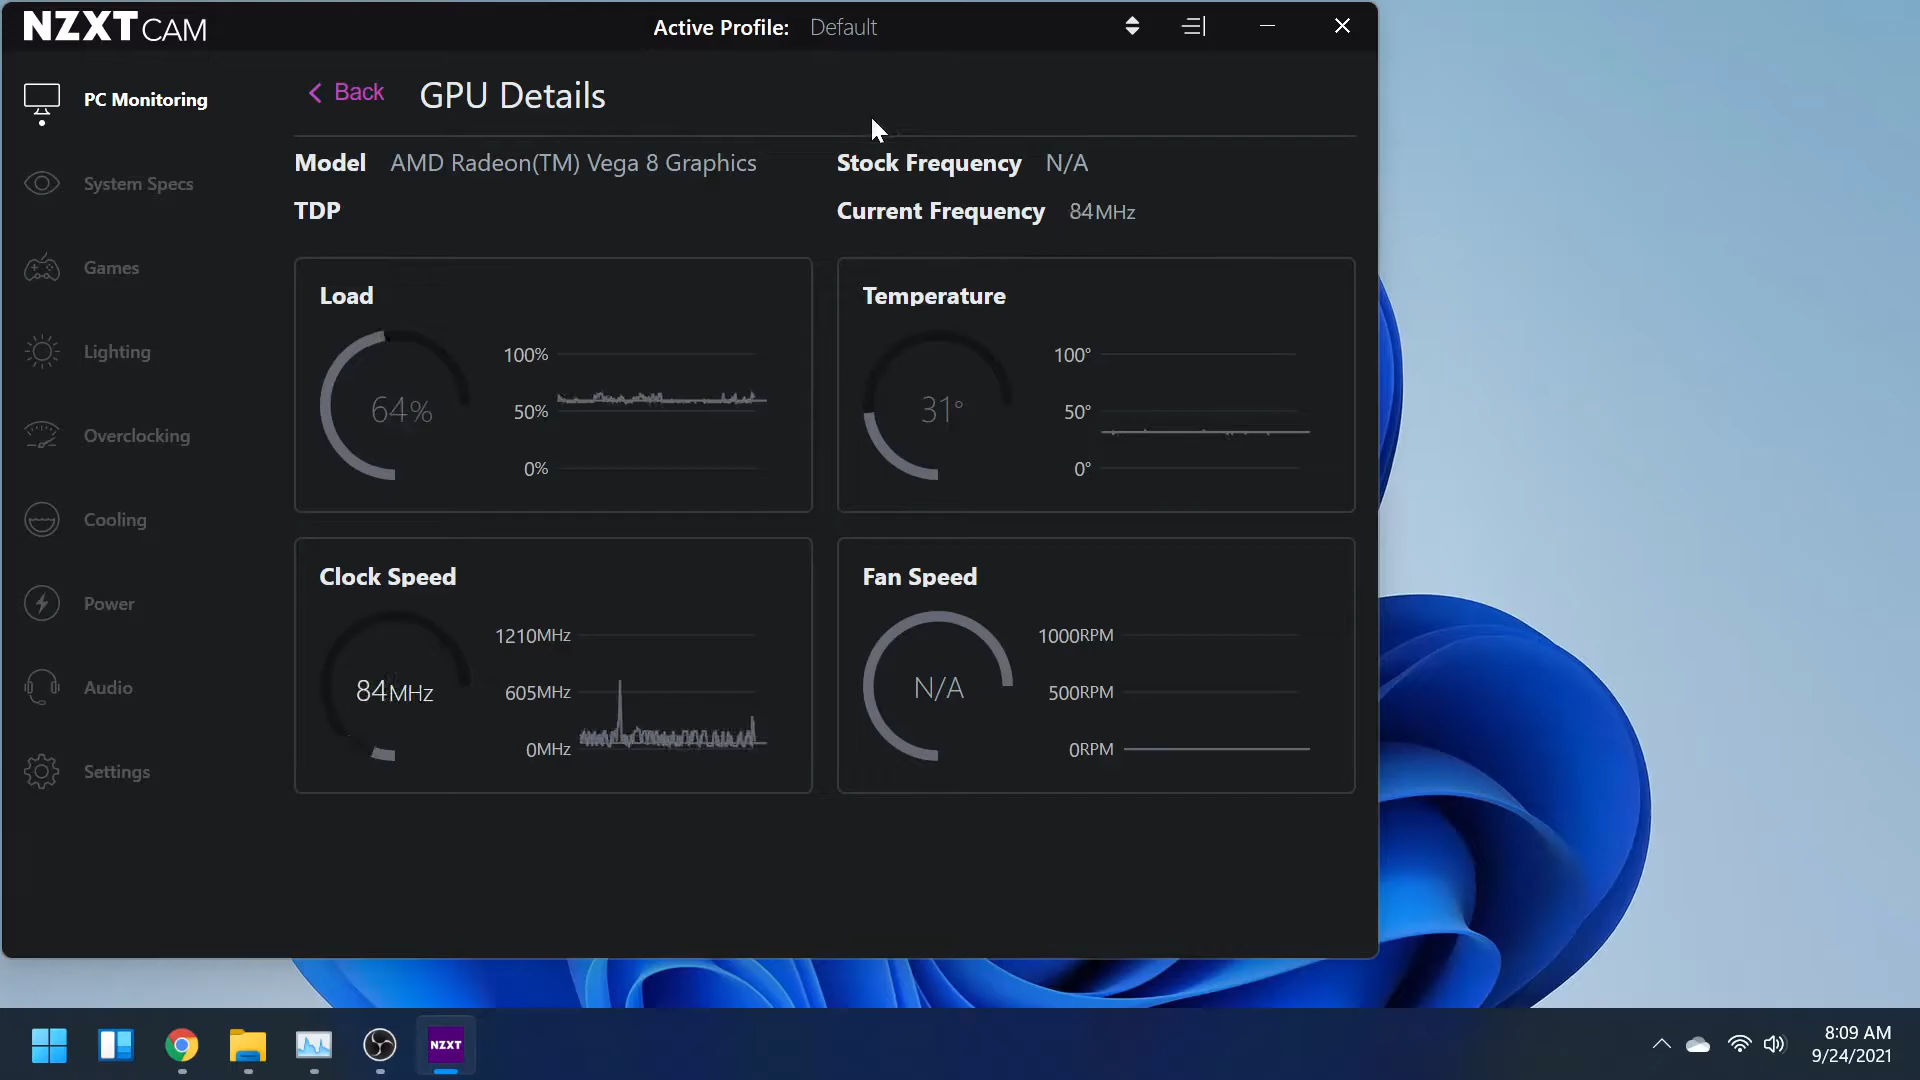 NZXT CAM
Active Profile: Default
PC Monitoring
System Specs
Games
Lighting
Overclocking
Cooling
Power
Audio
Settings
Back
GPU Details
Model AMD Radeon(TM) Vega 8 Graphics
Stock Frequency N/A
TDP
Current Frequency 84MHz
Load
64%
100%
50%
0%
Temperature
31°
100°
50°
0°
Clock Speed
84MHz
1210MHz
605MHz
0MHz
Fan Speed
N/A
1000RPM
500RPM
0RPM
NZXT
8:09 AM
9/24/2021